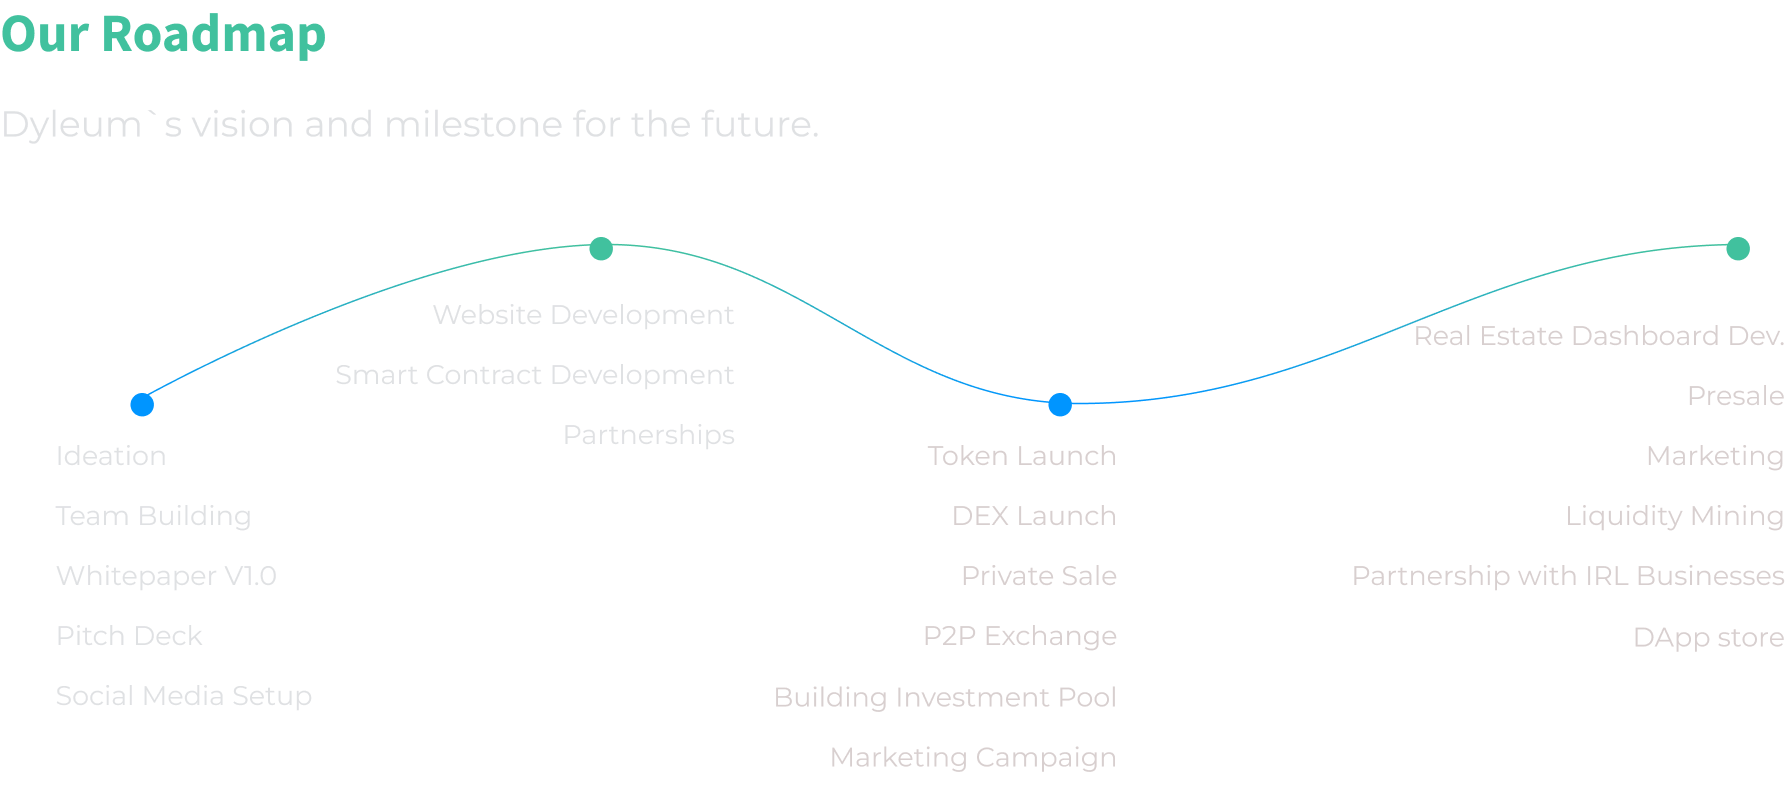 Our Roadmap
Dyleum`s vision and milestone for the future.
Ideation
Team Building
Whitepaper V1.0
Pitch Deck
Social Media Setup
Website Development
Smart Contract Development
Partnerships
Token Launch
DEX Launch
Private Sale
P2P Exchange
Building Investment Pool
Marketing Campaign
Real Estate Dashboard Dev.
Presale
Marketing
Liquidity Mining
Partnership with IRL Businesses
DApp store